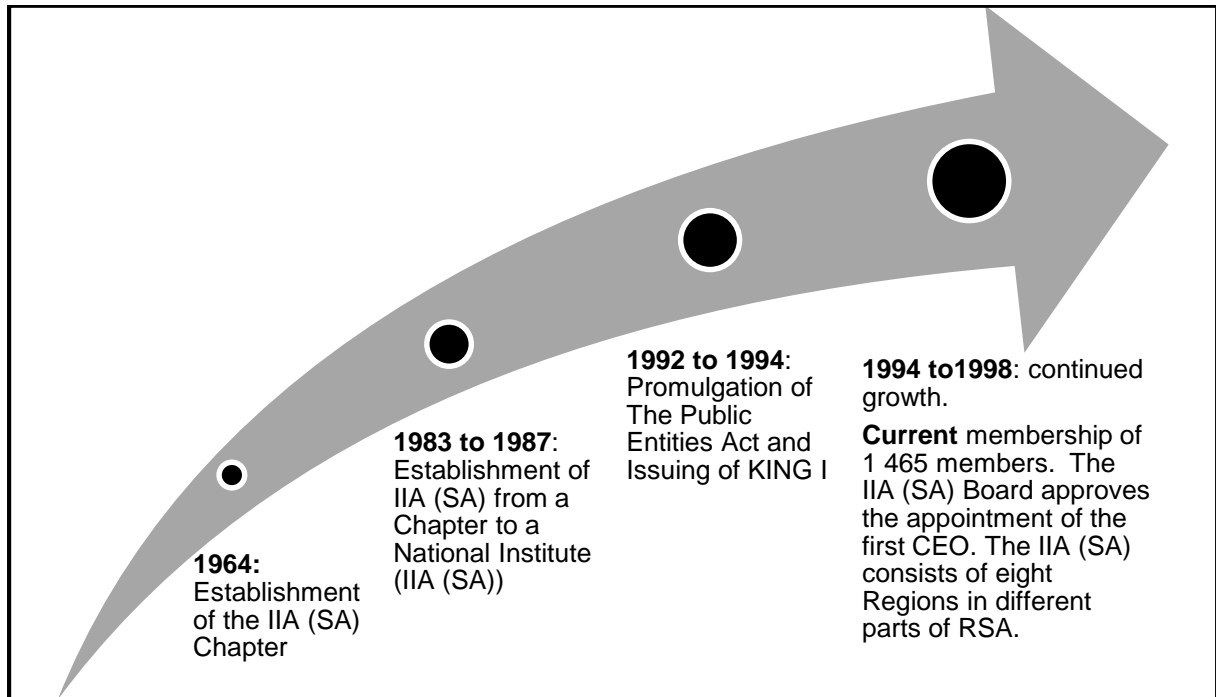 1964:
Establishment
of the IIA (SA)
Chapter
1983 to 1987:
Establishment of
IIA (SA) from a
Chapter to a
National Institute
(IIA (SA))
1992 to 1994:
Promulgation of
The Public
Entities Act and
Issuing of KING I
1994 to1998: continued
growth.
Current membership of
1 465 members. The
IIA (SA) Board approves
the appointment of the
first CEO. The IIA (SA)
consists of eight
Regions in different
parts of RSA.